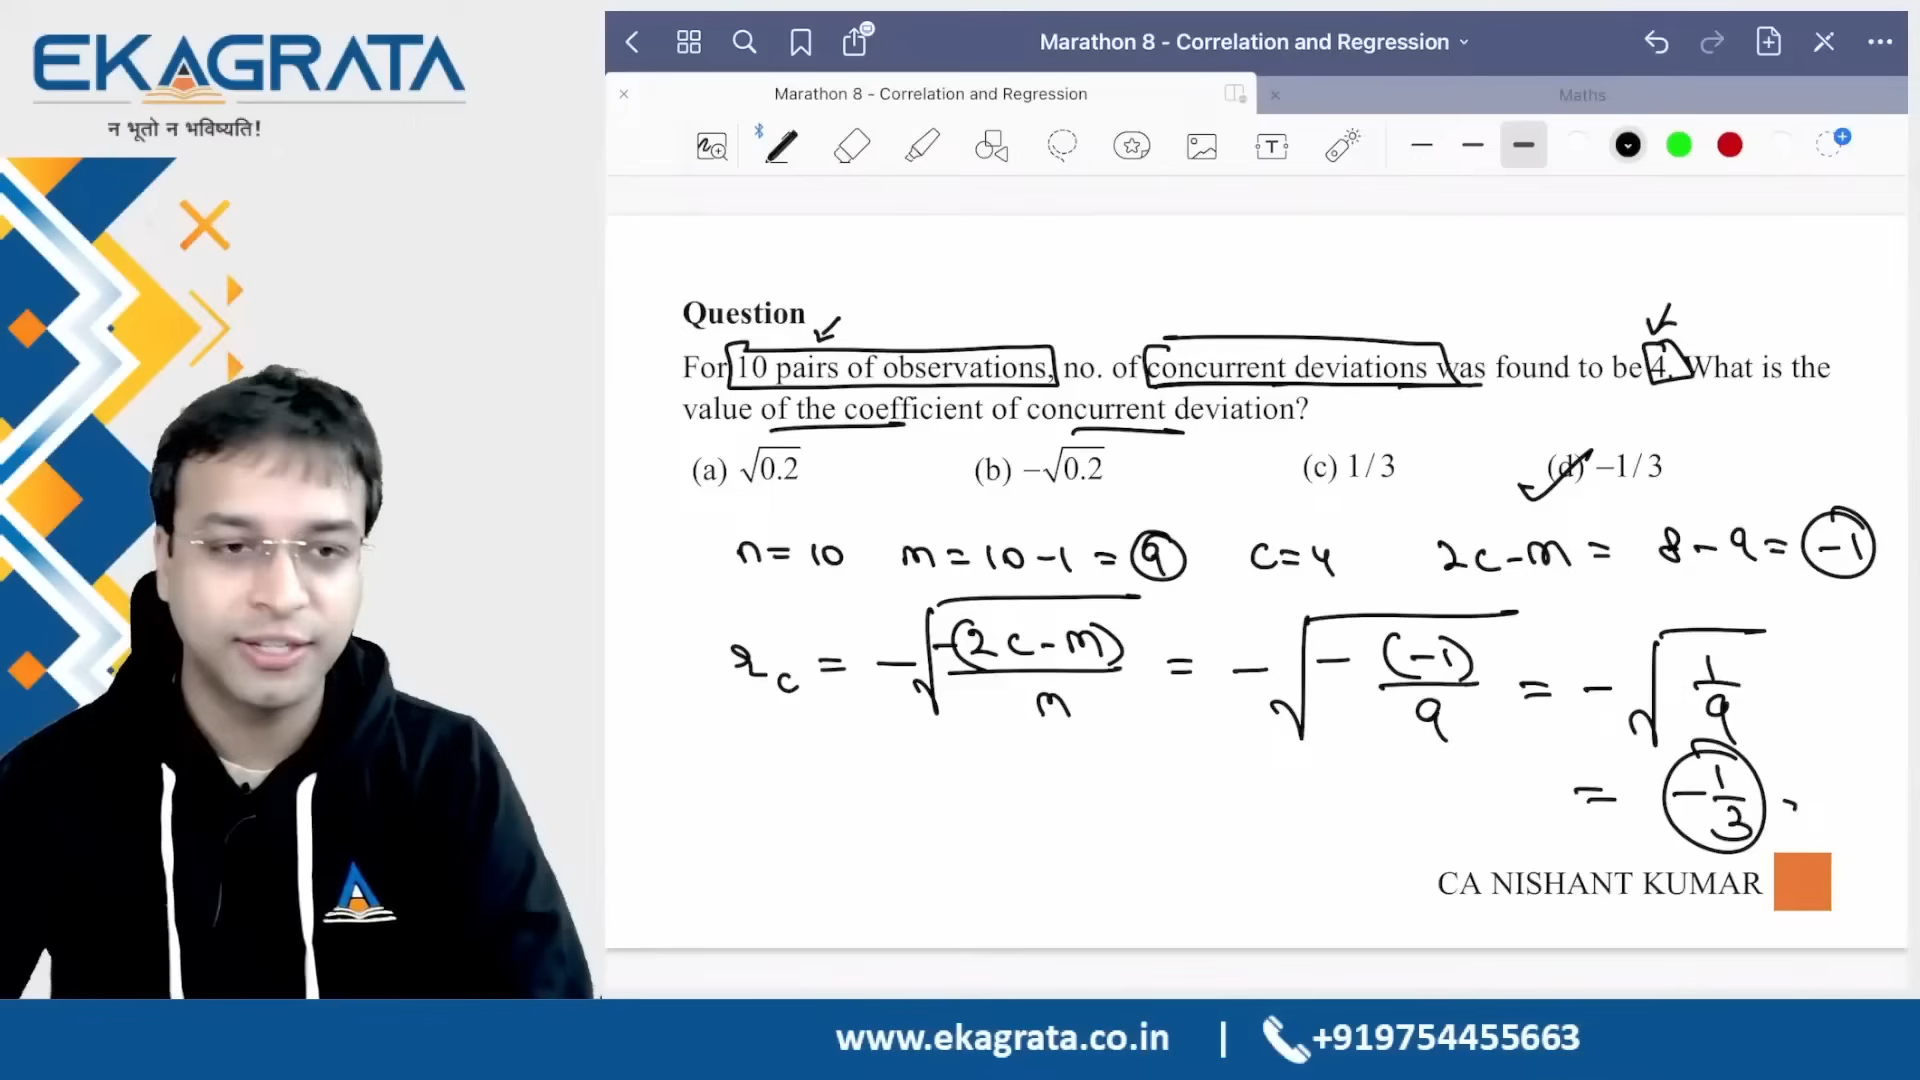 EKAGRATA
न भूतो न भविष्यति!
Marathon 8 - Correlation and Regression
Marathon 8 - Correlation and Regression
Maths
Question
For 10 pairs of observations, no. of concurrent deviations was found to be 4. What is the
value of the coefficient of concurrent deviation?
(a) √0.2 (b) –√0.2 (c) 1/3 (d) –1/3
n = 10 m = 10 - 1 = 9 c = 4 2c - m = 8 - 9 = -1
r_c = -√(-(2c - m)/m) = -√(-(-1)/9) = -√(1/9)
= -1/3
CA NISHANT KUMAR
www.ekagrata.co.in | +919754455663